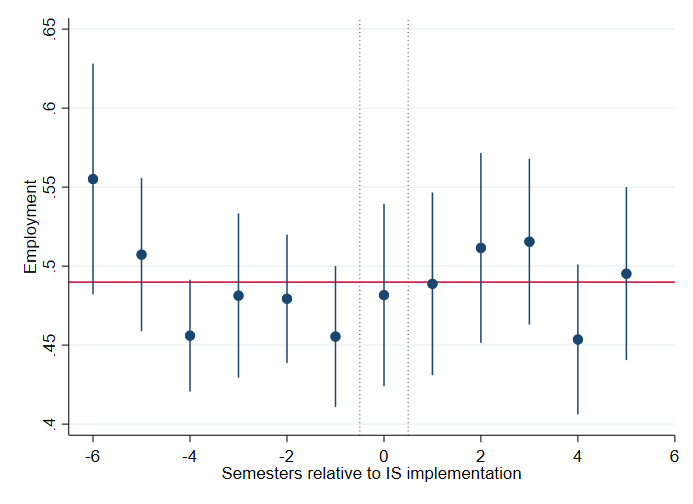 .65
.6
.55
.5
.45
.4
Employment
-6 -4 -2 0 2 4 6
Semesters relative to IS implementation